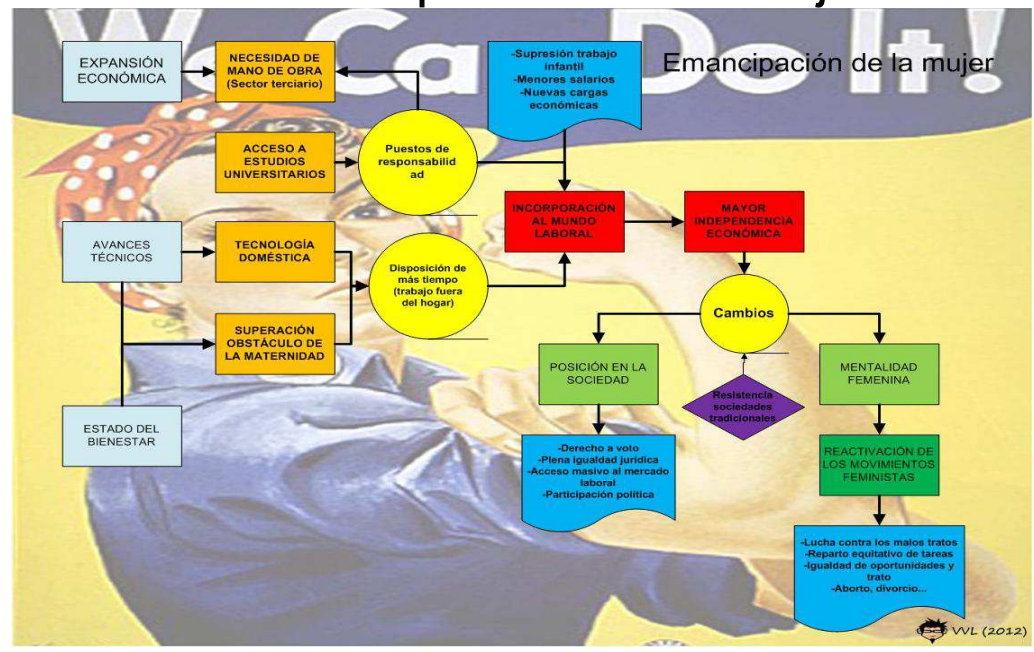 We Can Do It!
Emancipación de la mujer
EXPANSIÓN
ECONÓMICA
NECESIDAD DE
MANO DE OBRA
(Sector terciario)
-Supresión trabajo
infantil
-Menores salarios
-Nuevas cargas
económicas
ACCESO A
ESTUDIOS
UNIVERSITARIOS
Puestos de
responsabilid
ad
INCORPORACIÓN
AL MUNDO
LABORAL
MAYOR
INDEPENDENCIA
ECONÓMICA
AVANCES
TÉCNICOS
TECNOLOGÍA
DOMÉSTICA
Disposición de
más tiempo
(trabajo fuera
del hogar)
SUPERACIÓN
OBSTÁCULO DE
LA MATERNIDAD
ESTADO DEL
BIENESTAR
Cambios
POSICIÓN EN LA
SOCIEDAD
Resistencia
sociedades
tradicionales
MENTALIDAD
FEMENINA
-Derecho a voto
-Plena igualdad jurídica
-Acceso masivo al mercado
laboral
-Participación política
REACTIVACIÓN DE
LOS MOVIMIENTOS
FEMINISTAS
-Lucha contra los malos tratos
-Reparto equitativo de tareas
-Igualdad de oportunidades y
trato
-Aborto, divorcio...
VVL (2012)